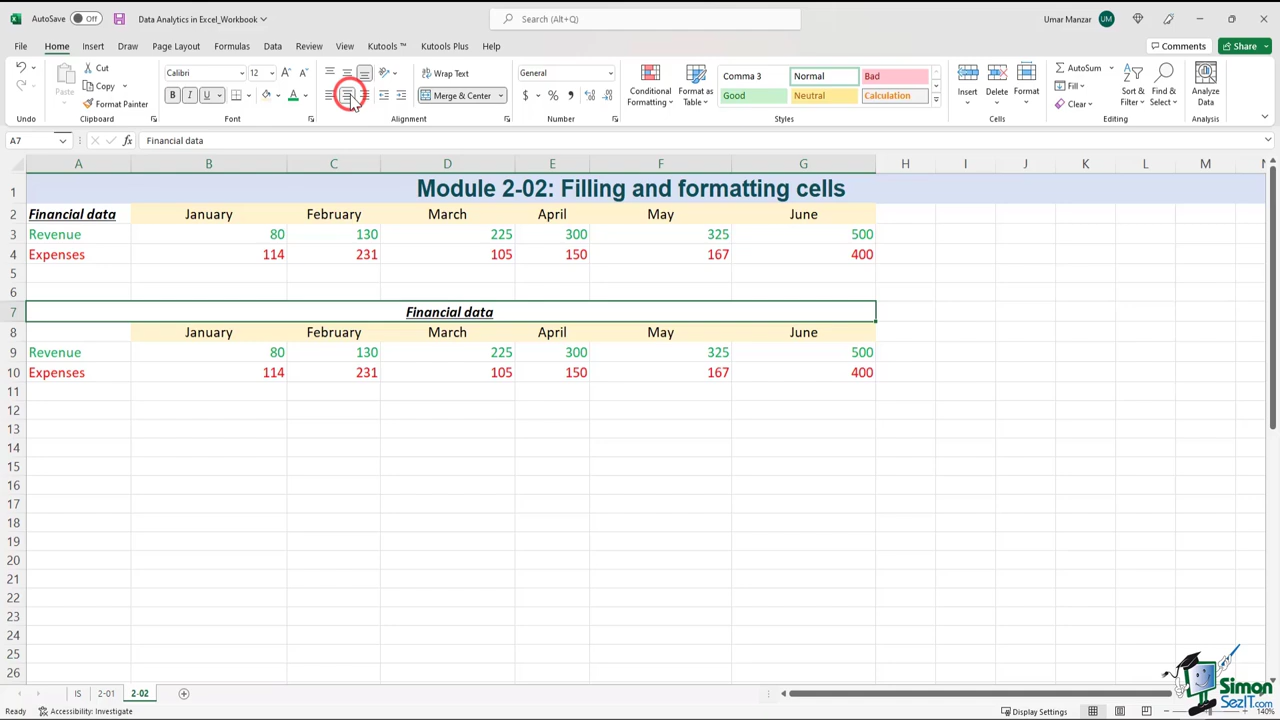 AutoSave Off Data Analytics in Excel_Workbook Search (Alt+Q) Umar Manzar UM
File Home Insert Draw Page Layout Formulas Data Review View Kutools ™ Kutools Plus Help Comments Share
Cut Copy Format Painter Paste
Calibri 12 Wrap Text General Comma 3 Normal Bad AutoSum
B I U Merge & Center $ % Good Neutral Calculation Fill Clear
Conditional Formatting Format as Table Insert Delete Format Sort & Filter Find & Select Analyze Data
Undo Clipboard Font Alignment Number Styles Cells Editing Analysis
A7 fx Financial data
A B C D E F G H I J K L M N
1 Module 2-02: Filling and formatting cells
2 Financial data January February March April May June
3 Revenue 80 130 225 300 325 500
4 Expenses 114 231 105 150 167 400
5
6
7 Financial data
8 January February March April May June
9 Revenue 80 130 225 300 325 500
10 Expenses 114 231 105 150 167 400
11
12
13
14
15
16
17
18
19
20
21
22
23
24
25
26
IS 2-01 2-02
Ready Accessibility: Investigate Display Settings 140%
Simon SezIT.com